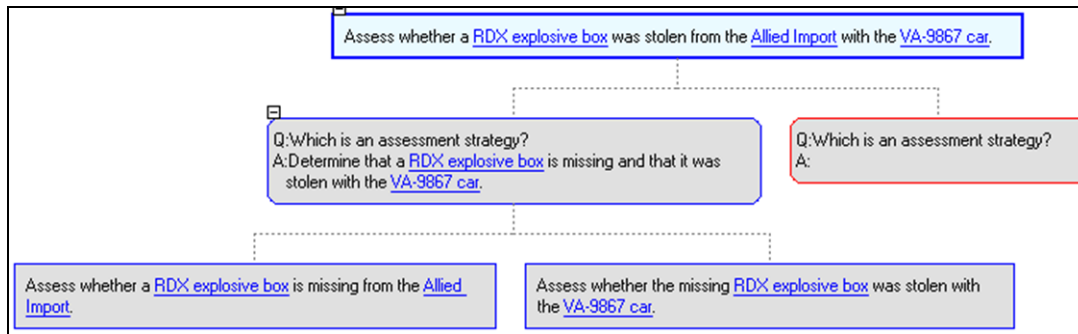 Assess whether a RDX explosive box was stolen from the Allied Import with the VA-9867 car.
Q:Which is an assessment strategy?
A:Determine that a RDX explosive box is missing and that it was
stolen with the VA-9867 car.
Q:Which is an assessment strategy?
A:
Assess whether a RDX explosive box is missing from the Allied
Import.
Assess whether the missing RDX explosive box was stolen with
the VA-9867 car.